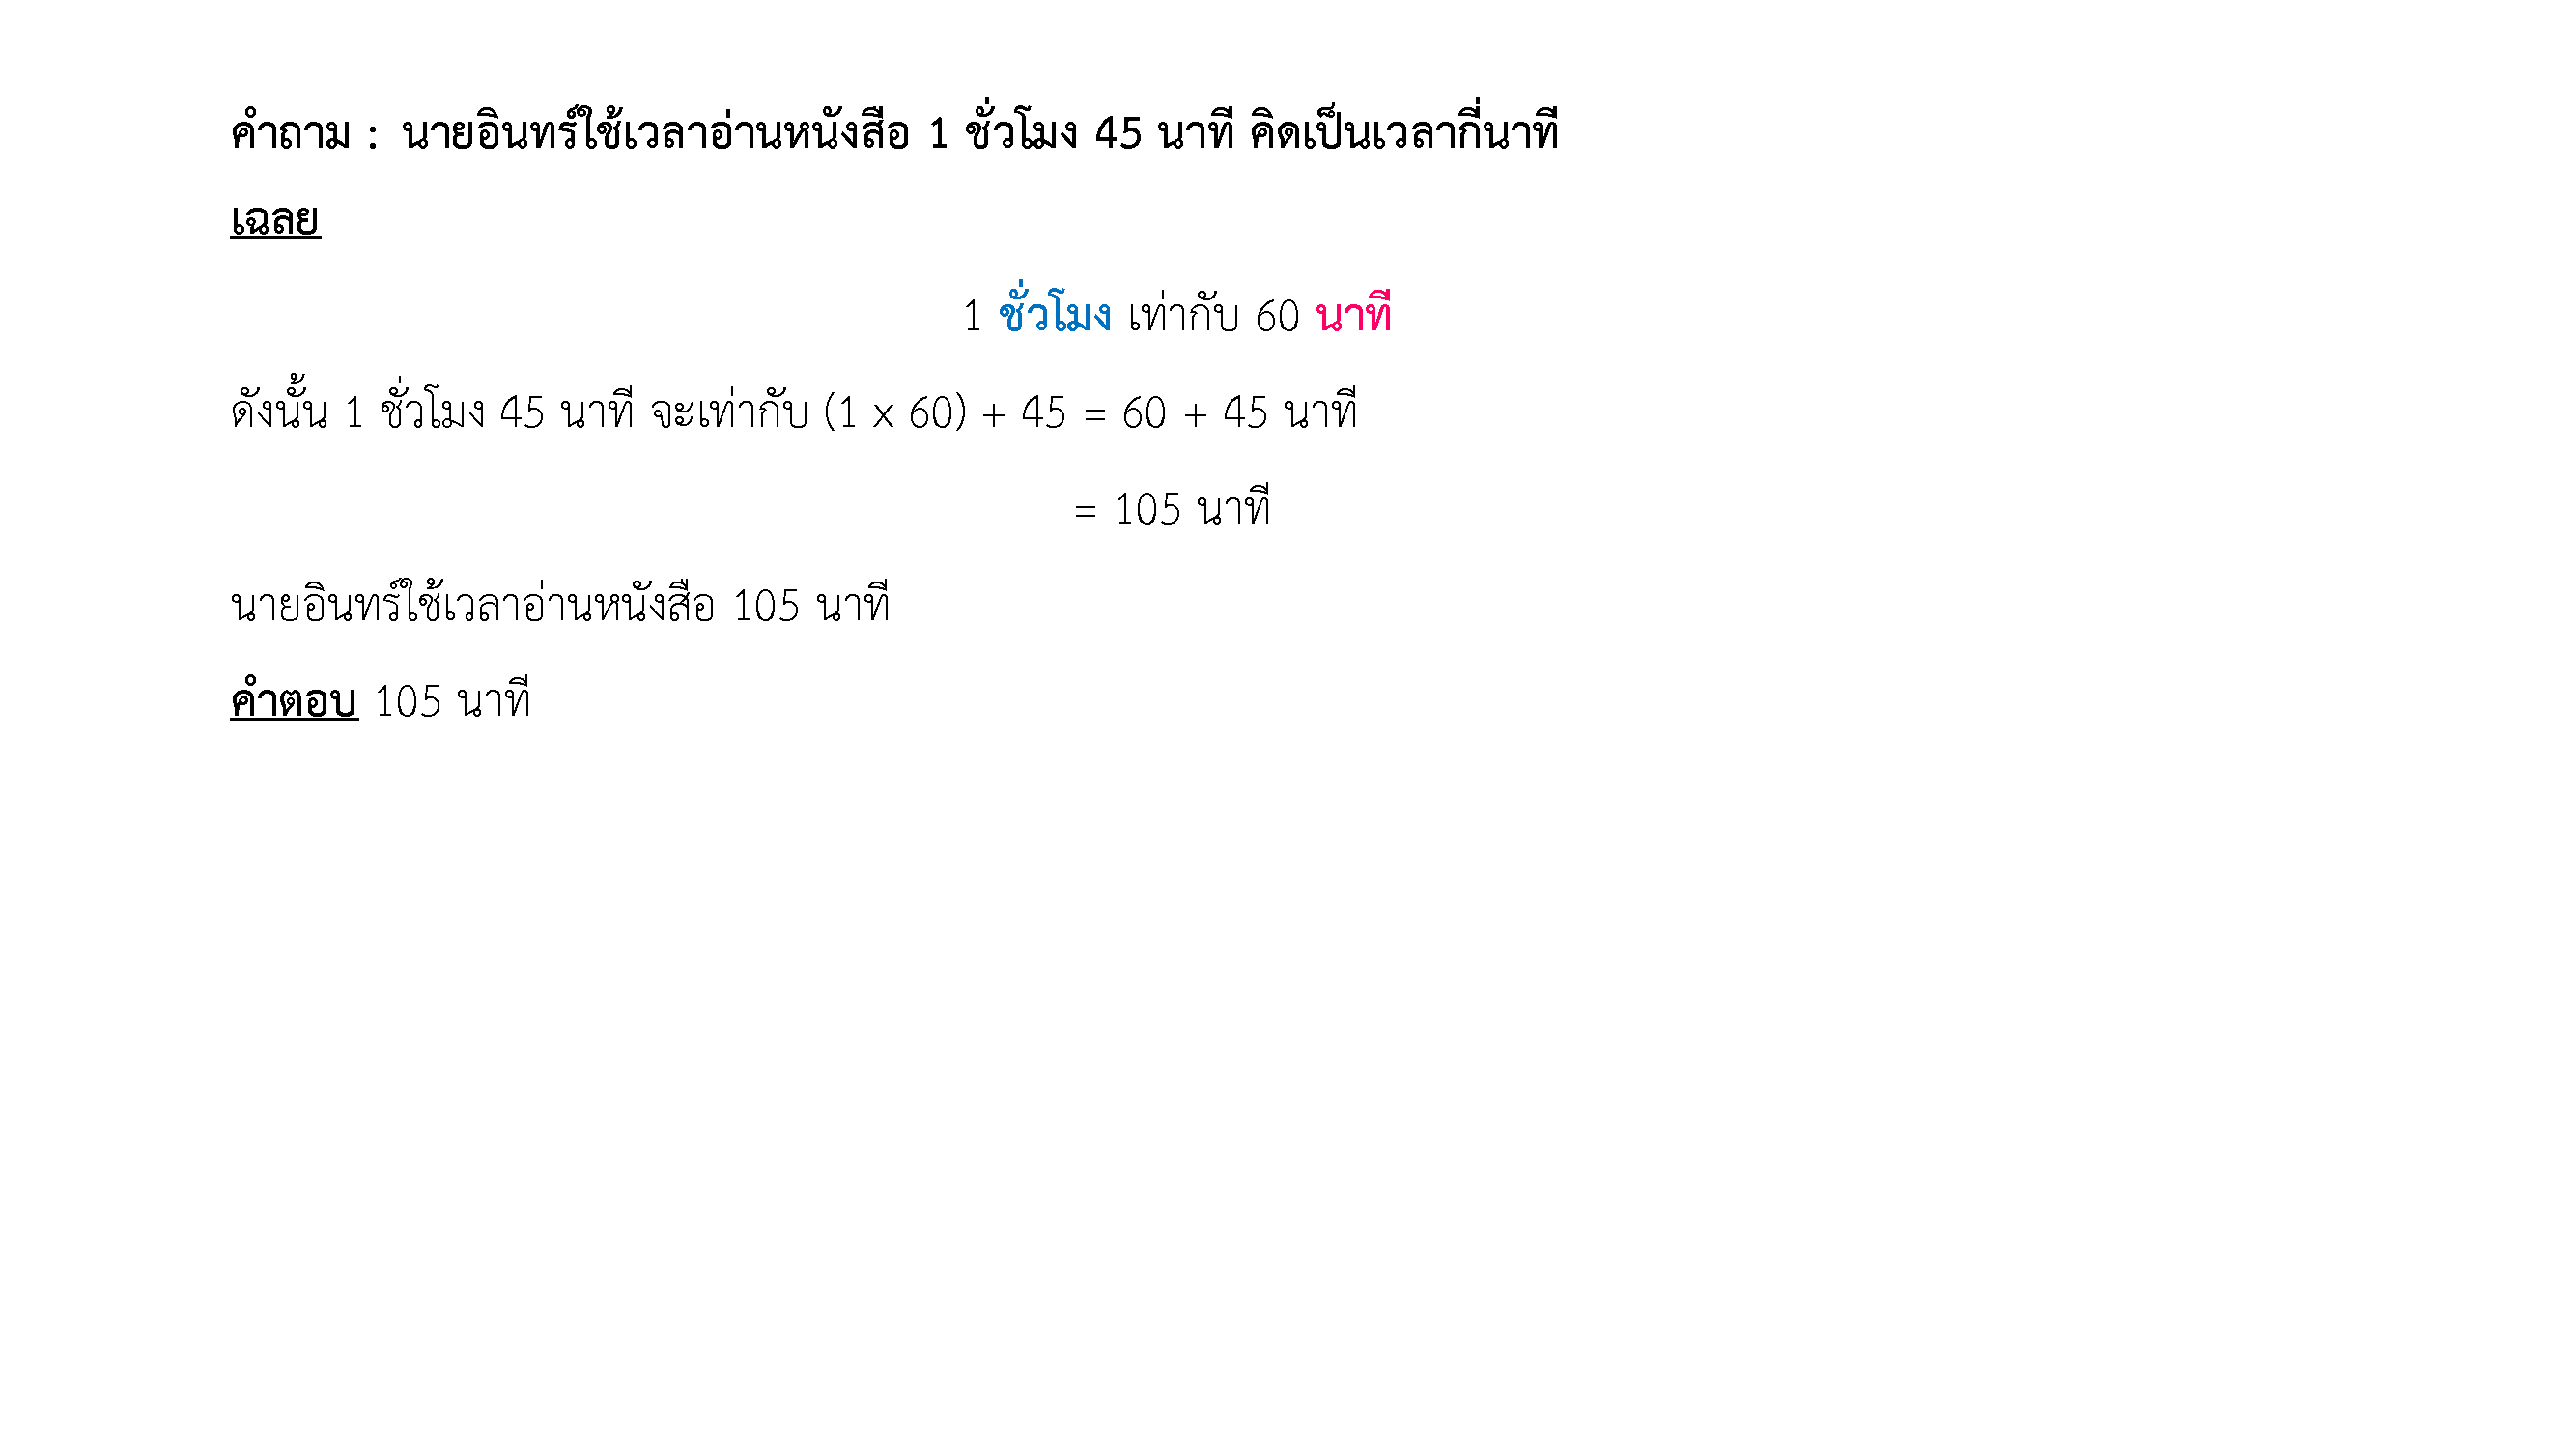 คำถาม : นายอินทร์ใช้เวลาอ่านหนังสือ 1 ชั่วโมง 45 นาที คิดเป็นเวลากี่นาที
เฉลย
1 ชั่วโมง เท่ากับ 60 นาที
ดังนั้น 1 ชั่วโมง 45 นาที จะเท่ากับ (1 x 60) + 45 = 60 + 45 นาที
= 105 นาที
นายอินทร์ใช้เวลาอ่านหนังสือ 105 นาที
คำตอบ 105 นาที